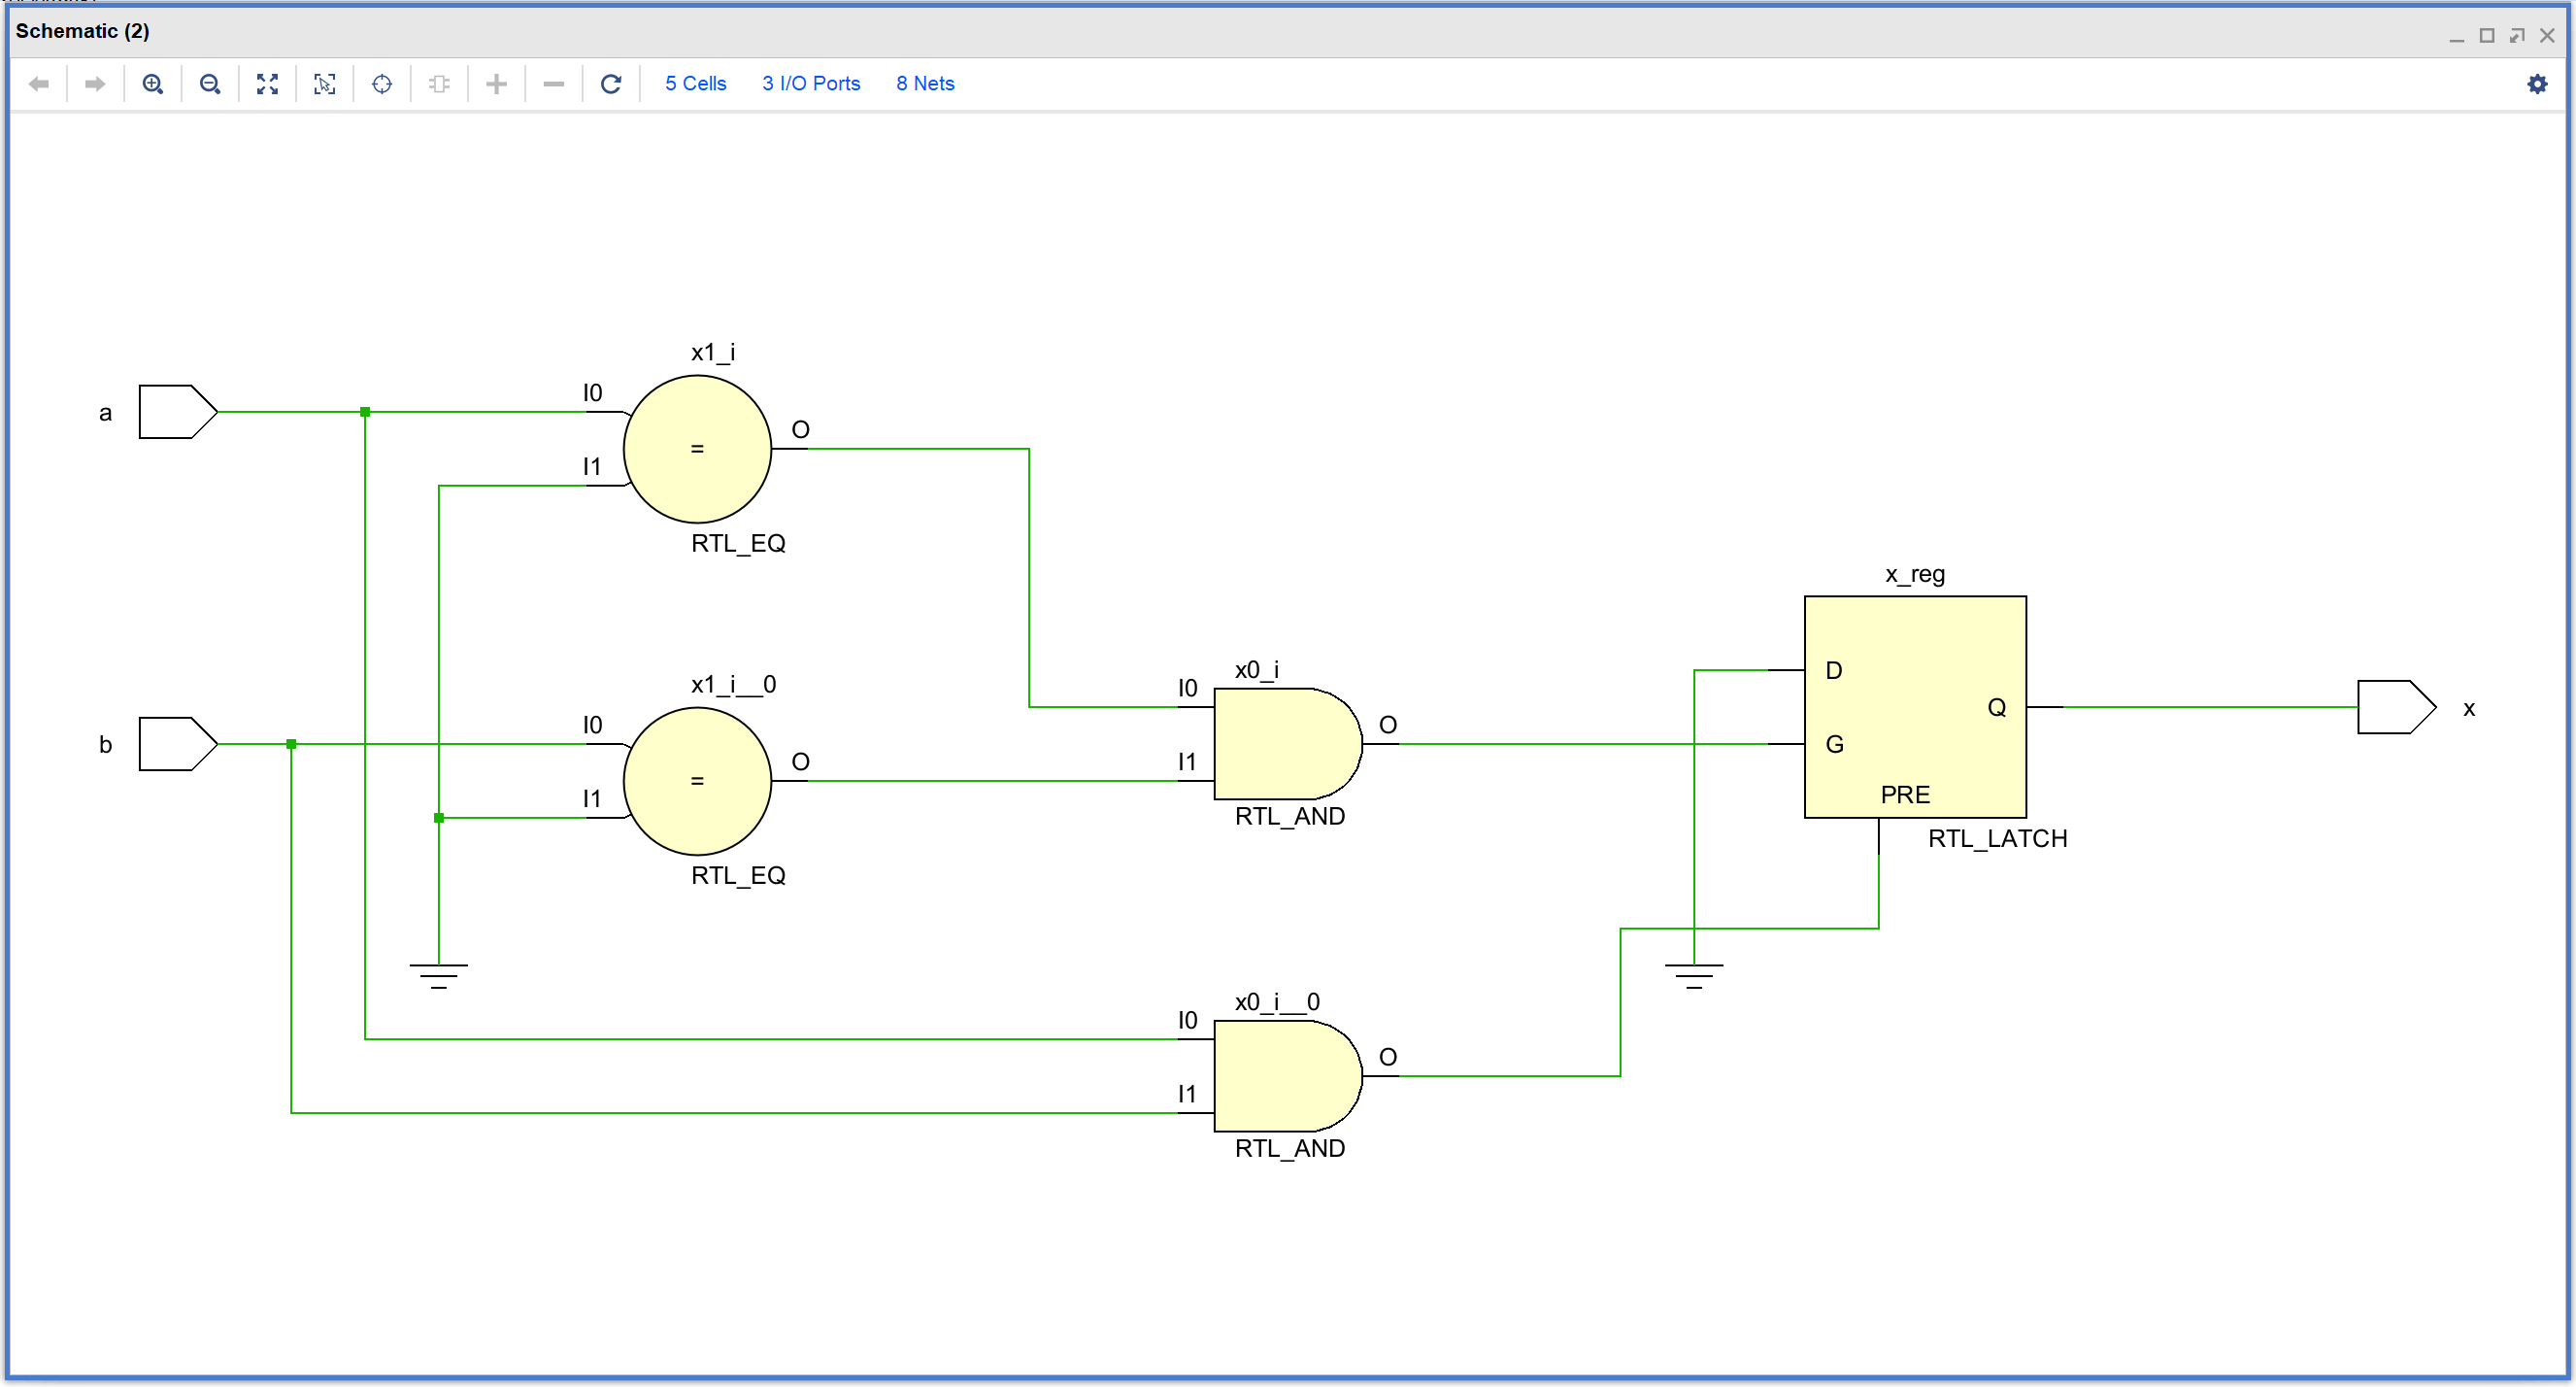 Schematic (2)
5 Cells 3 I/O Ports 8 Nets
x1_i
a
I0
O
=
I1
RTL_EQ
x_reg
x1_i__0
x0_i
D
I0
b
I0
O
Q
x
G
I1
O
=
I1
PRE
RTL_AND
RTL_LATCH
RTL_EQ
x0_i__0
I0
O
I1
RTL_AND